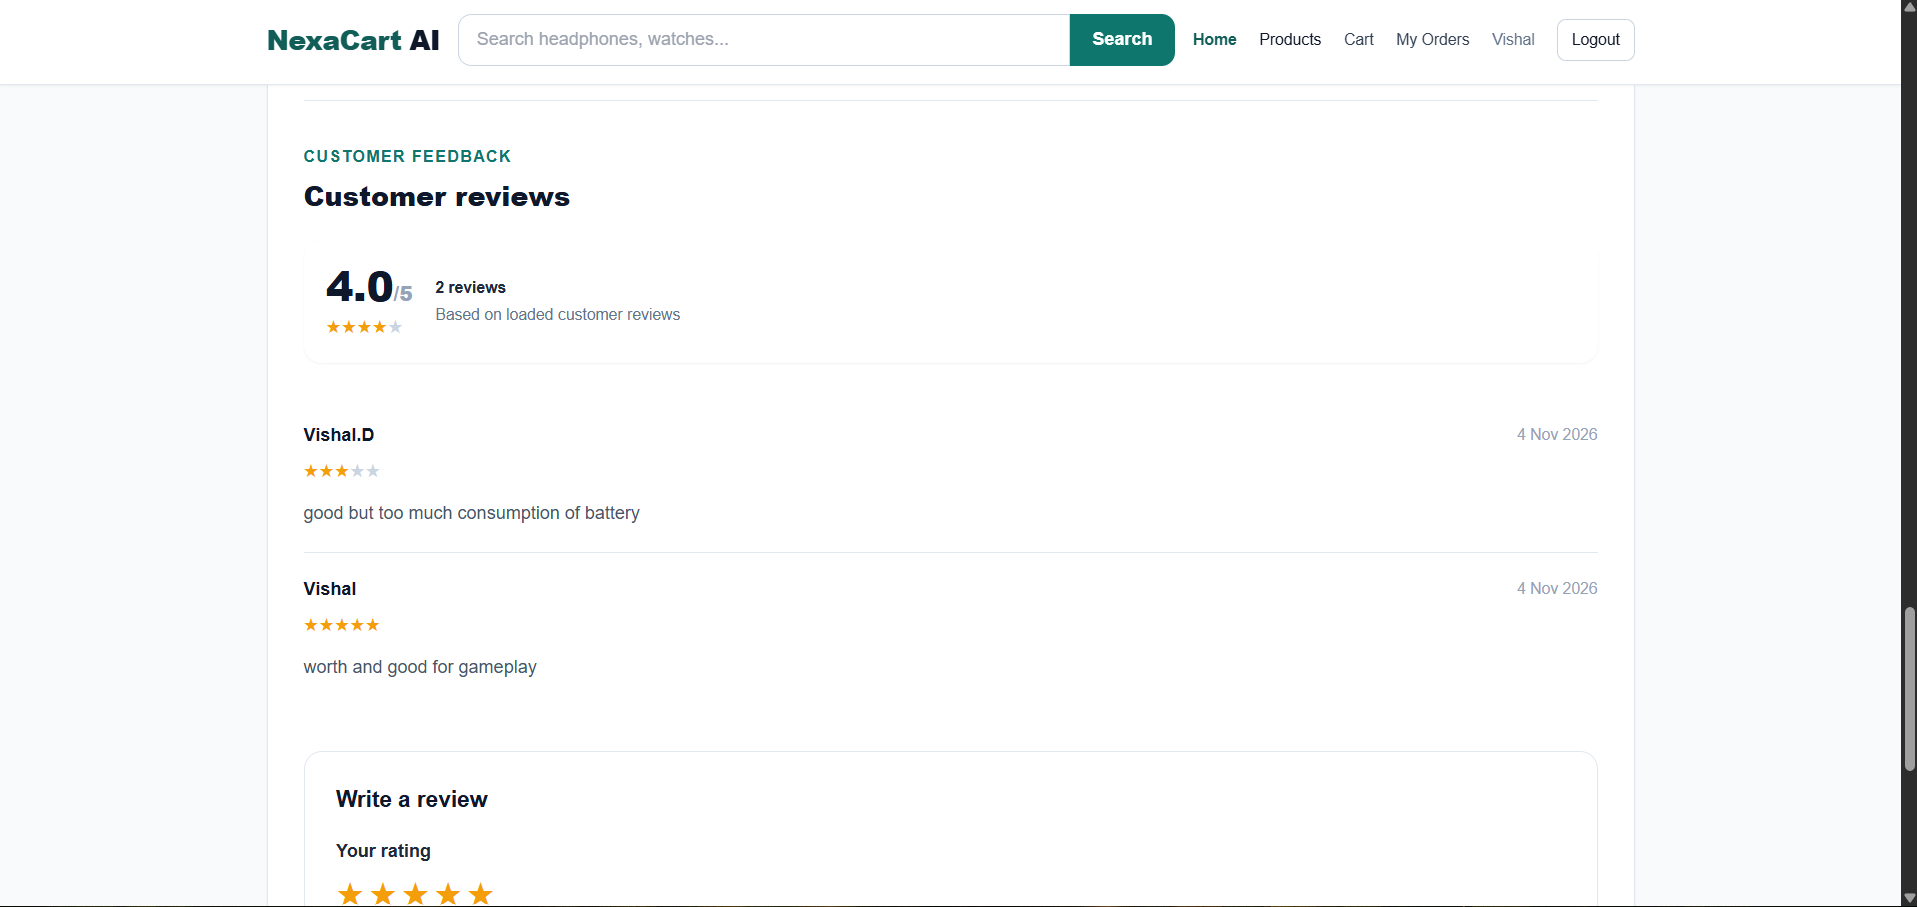 NexaCart AI
Search headphones, watches...
Search
Home
Products
Cart
My Orders
Vishal
Logout
CUSTOMER FEEDBACK
Customer reviews
4.0/5
2 reviews
Based on loaded customer reviews
Vishal.D
4 Nov 2026
good but too much consumption of battery
Vishal
4 Nov 2026
worth and good for gameplay
Write a review
Your rating